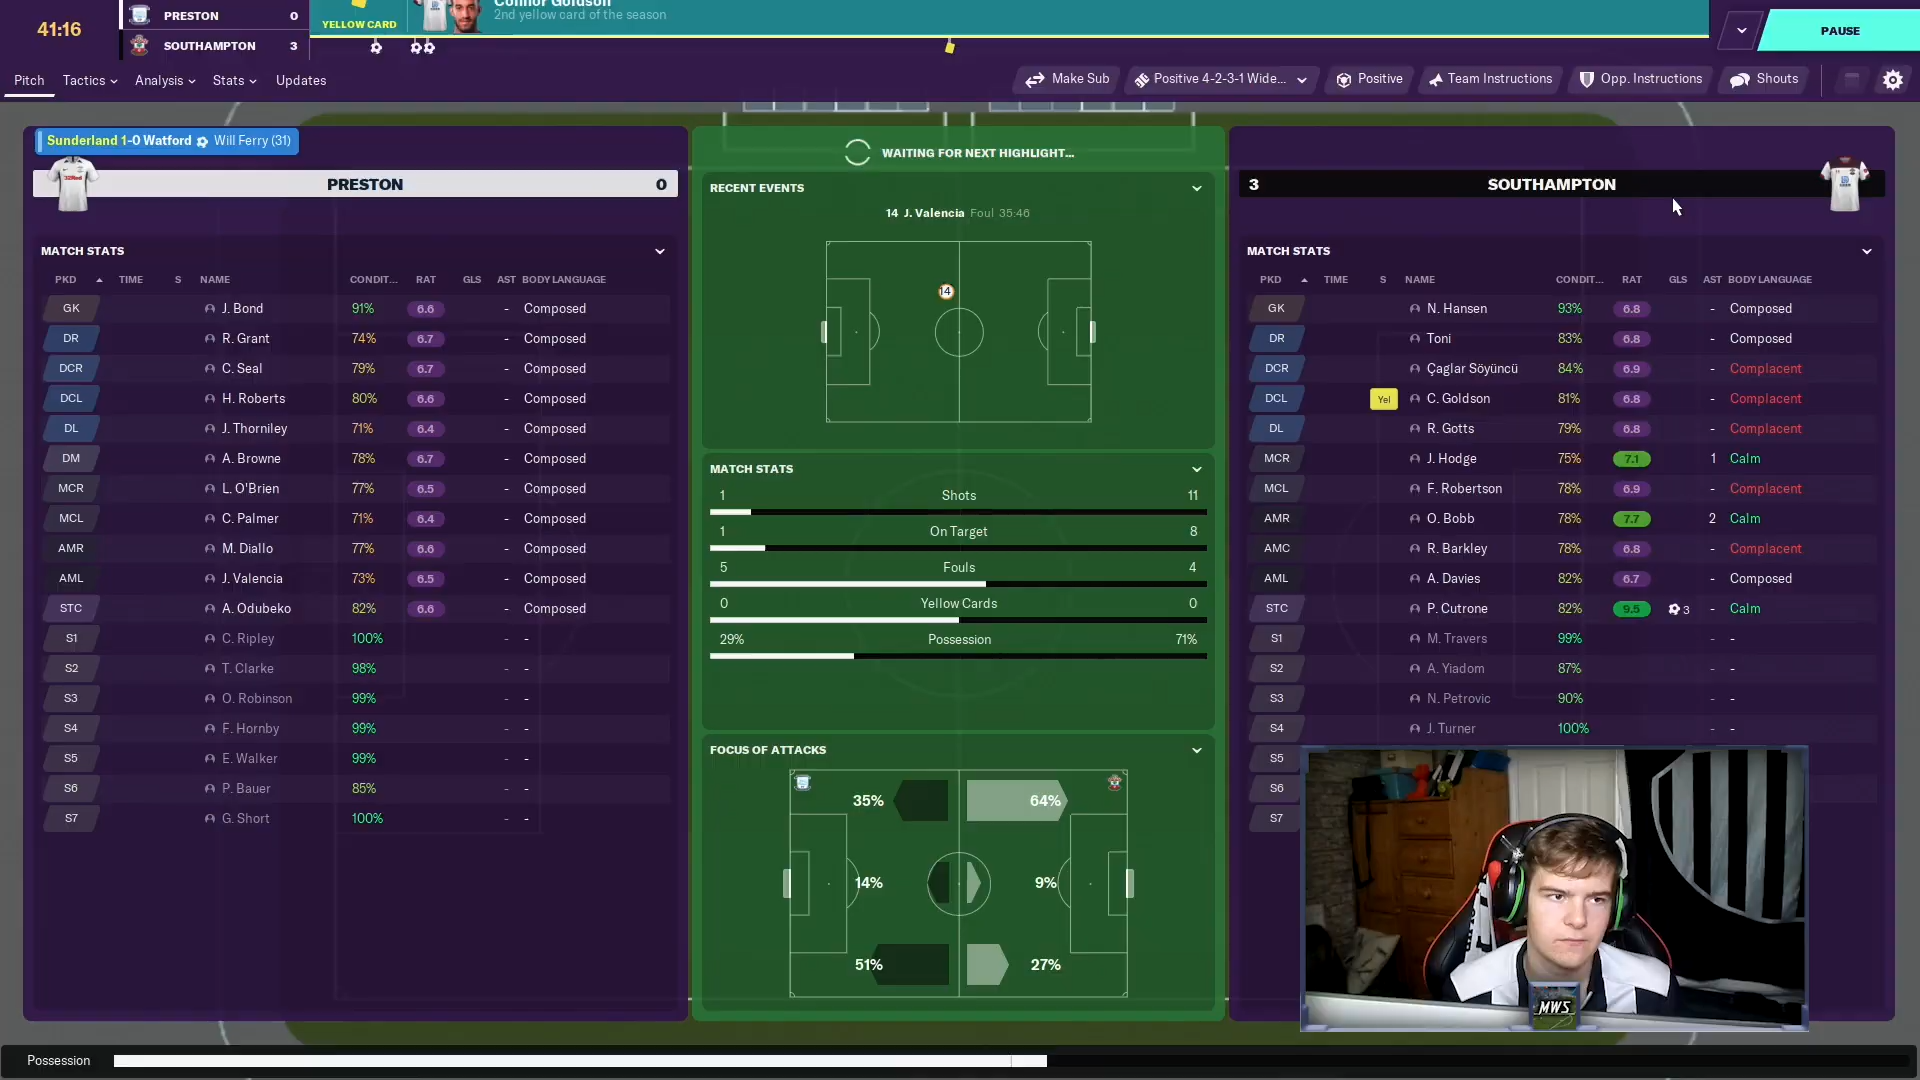 41:16
PRESTON 0
SOUTHAMPTON 3
YELLOW CARD
Connor Goldson
2nd yellow card of the season
PAUSE
Pitch Tactics Analysis Stats Updates
Make Sub Positive 4-2-3-1 Wide... Positive Team Instructions Opp. Instructions Shouts
Sunderland 1-0 Watford Will Ferry (31)
PRESTON 0
MATCH STATS
PKD TIME S NAME CONDIT... RAT GLS AST BODY LANGUAGE
GK J. Bond 91% 6.6 - Composed
DR R. Grant 74% 6.7 - Composed
DCR C. Seal 79% 6.7 - Composed
DCL H. Roberts 80% 6.6 - Composed
DL J. Thorniley 71% 6.4 - Composed
DM A. Browne 78% 6.7 - Composed
MCR L. O'Brien 77% 6.5 - Composed
MCL C. Palmer 71% 6.4 - Composed
AMR M. Diallo 77% 6.6 - Composed
AML J. Valencia 73% 6.5 - Composed
STC A. Odubeko 82% 6.6 - Composed
S1 C. Ripley 100% - -
S2 T. Clarke 98% - -
S3 O. Robinson 99% - -
S4 F. Hornby 99% - -
S5 E. Walker 99% - -
S6 P. Bauer 85% - -
S7 G. Short 100% - -
WAITING FOR NEXT HIGHLIGHT...
RECENT EVENTS
14 J. Valencia Foul 35:46
14
MATCH STATS
1 Shots 11
1 On Target 8
5 Fouls 4
0 Yellow Cards 0
29% Possession 71%
FOCUS OF ATTACKS
35% 64%
14% 9%
51% 27%
3 SOUTHAMPTON
MATCH STATS
PKD TIME S NAME CONDIT... RAT GLS AST BODY LANGUAGE
GK N. Hansen 93% 6.8 - Composed
DR Toni 83% 6.8 - Composed
DCR Çaglar Söyüncü 84% 6.9 - Complacent
DCL Yel C. Goldson 81% 6.8 - Complacent
DL R. Gotts 79% 6.8 - Complacent
MCR J. Hodge 75% 7.1 1 Calm
MCL F. Robertson 78% 6.9 - Complacent
AMR O. Bobb 78% 7.7 2 Calm
AMC R. Barkley 78% 6.8 - Complacent
AML A. Davies 82% 6.7 - Composed
STC P. Cutrone 82% 9.5 3 - Calm
S1 M. Travers 99% - -
S2 A. Yiadom 87% - -
S3 N. Petrovic 90% - -
S4 J. Turner 100% - -
S5
S6
S7
MWS
Possession